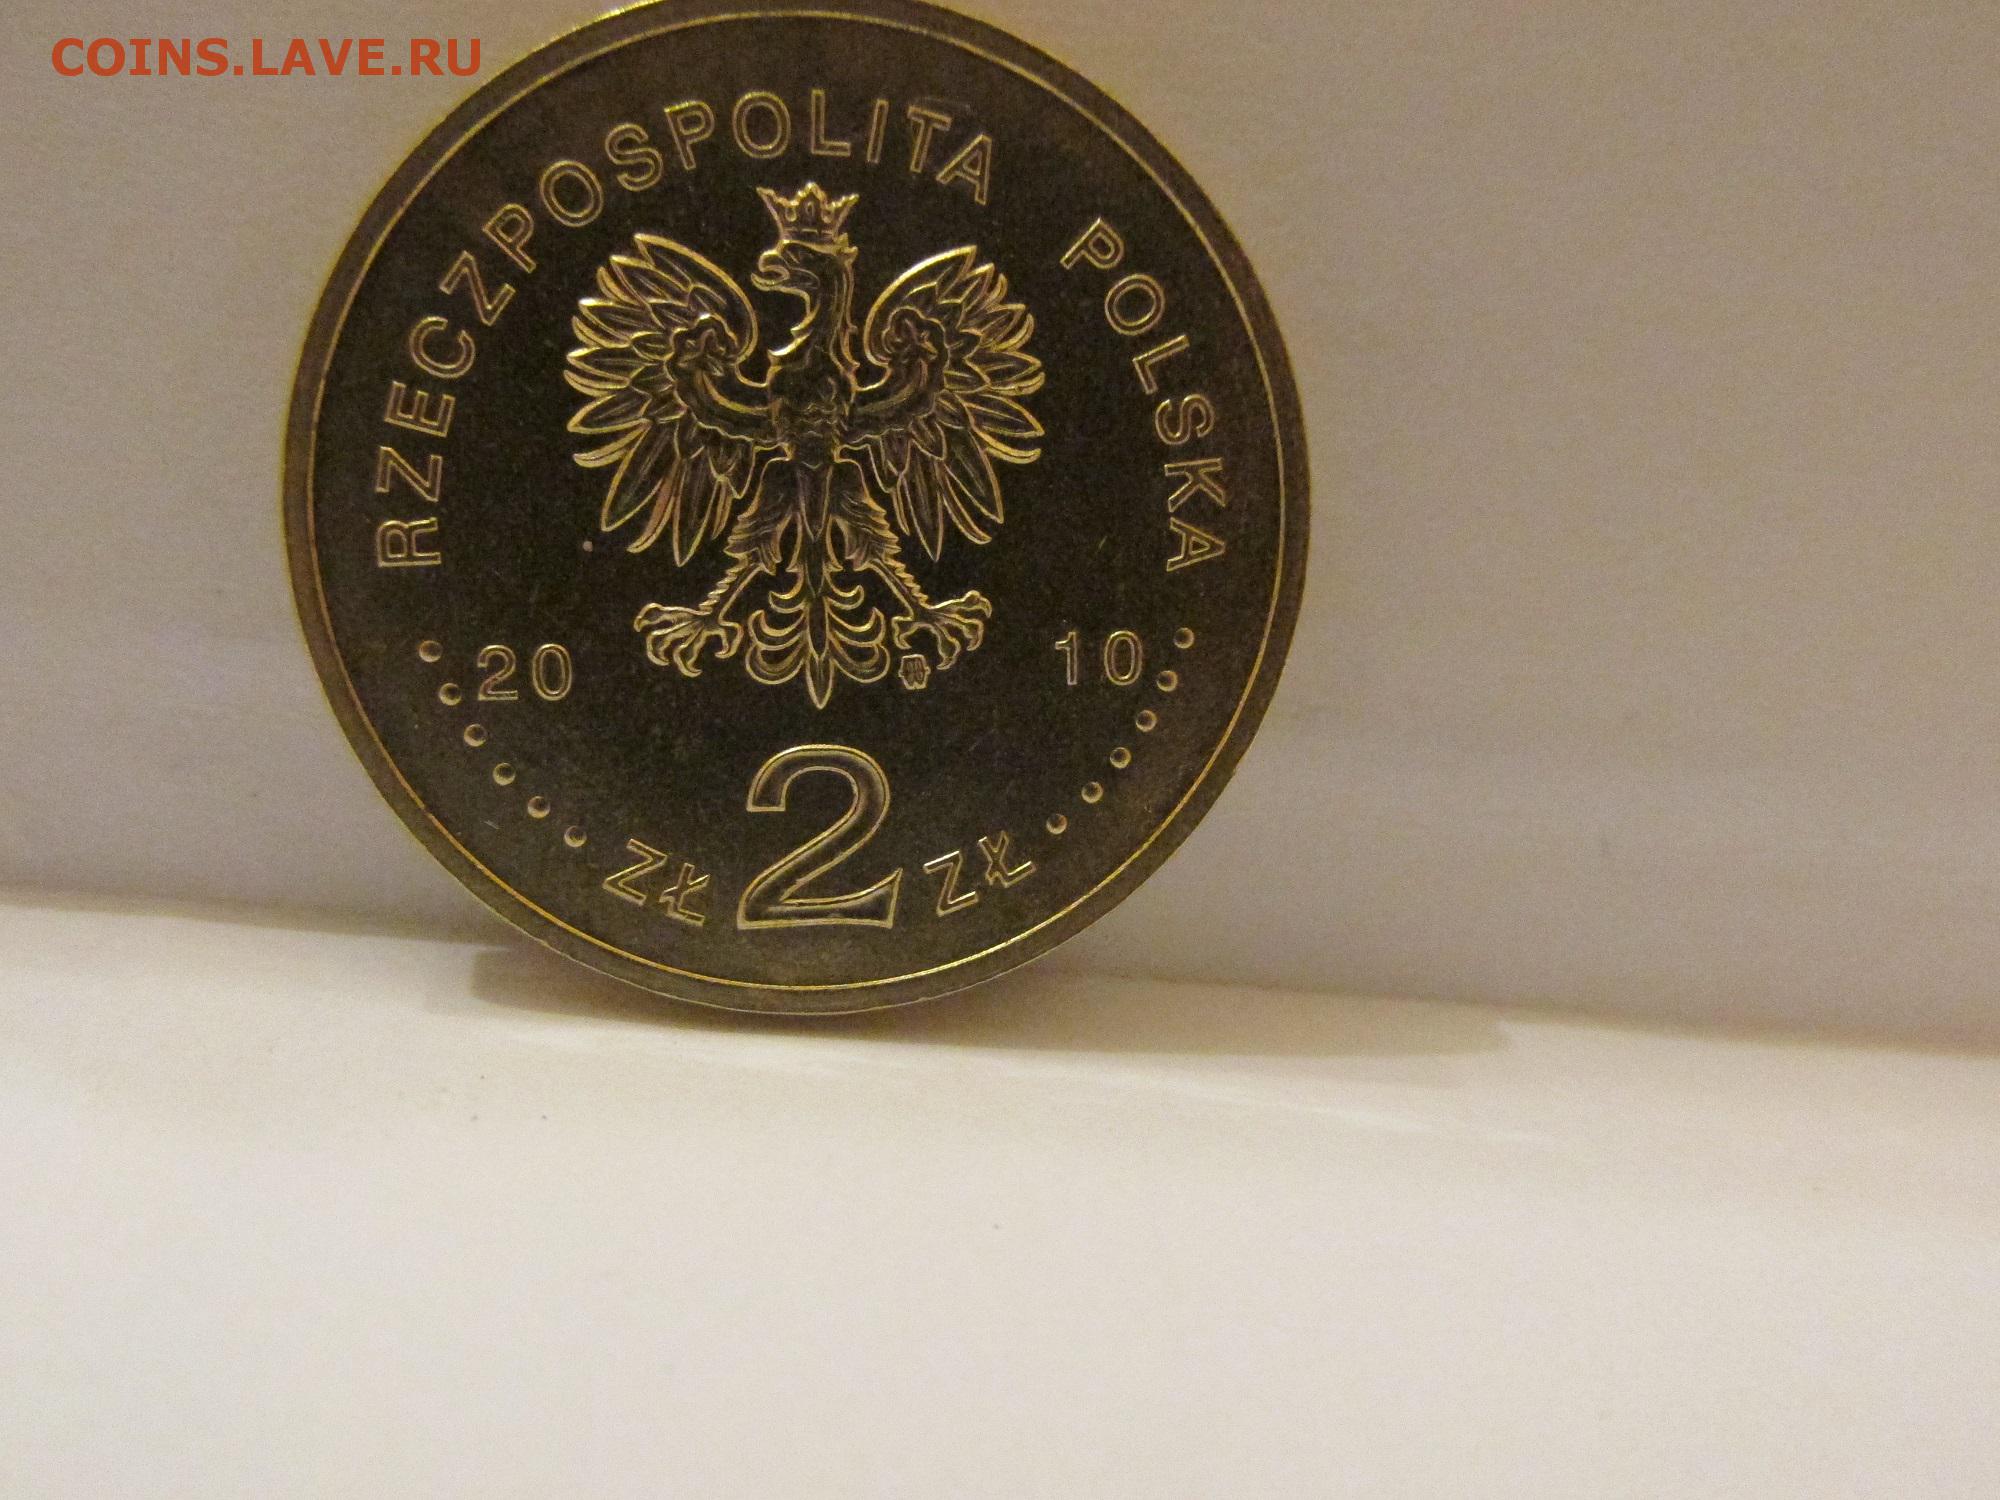 COINS.LAVE.RU
RZECZPOSPOLITA POLSKA
20 10
ZŁ 2 ZŁ